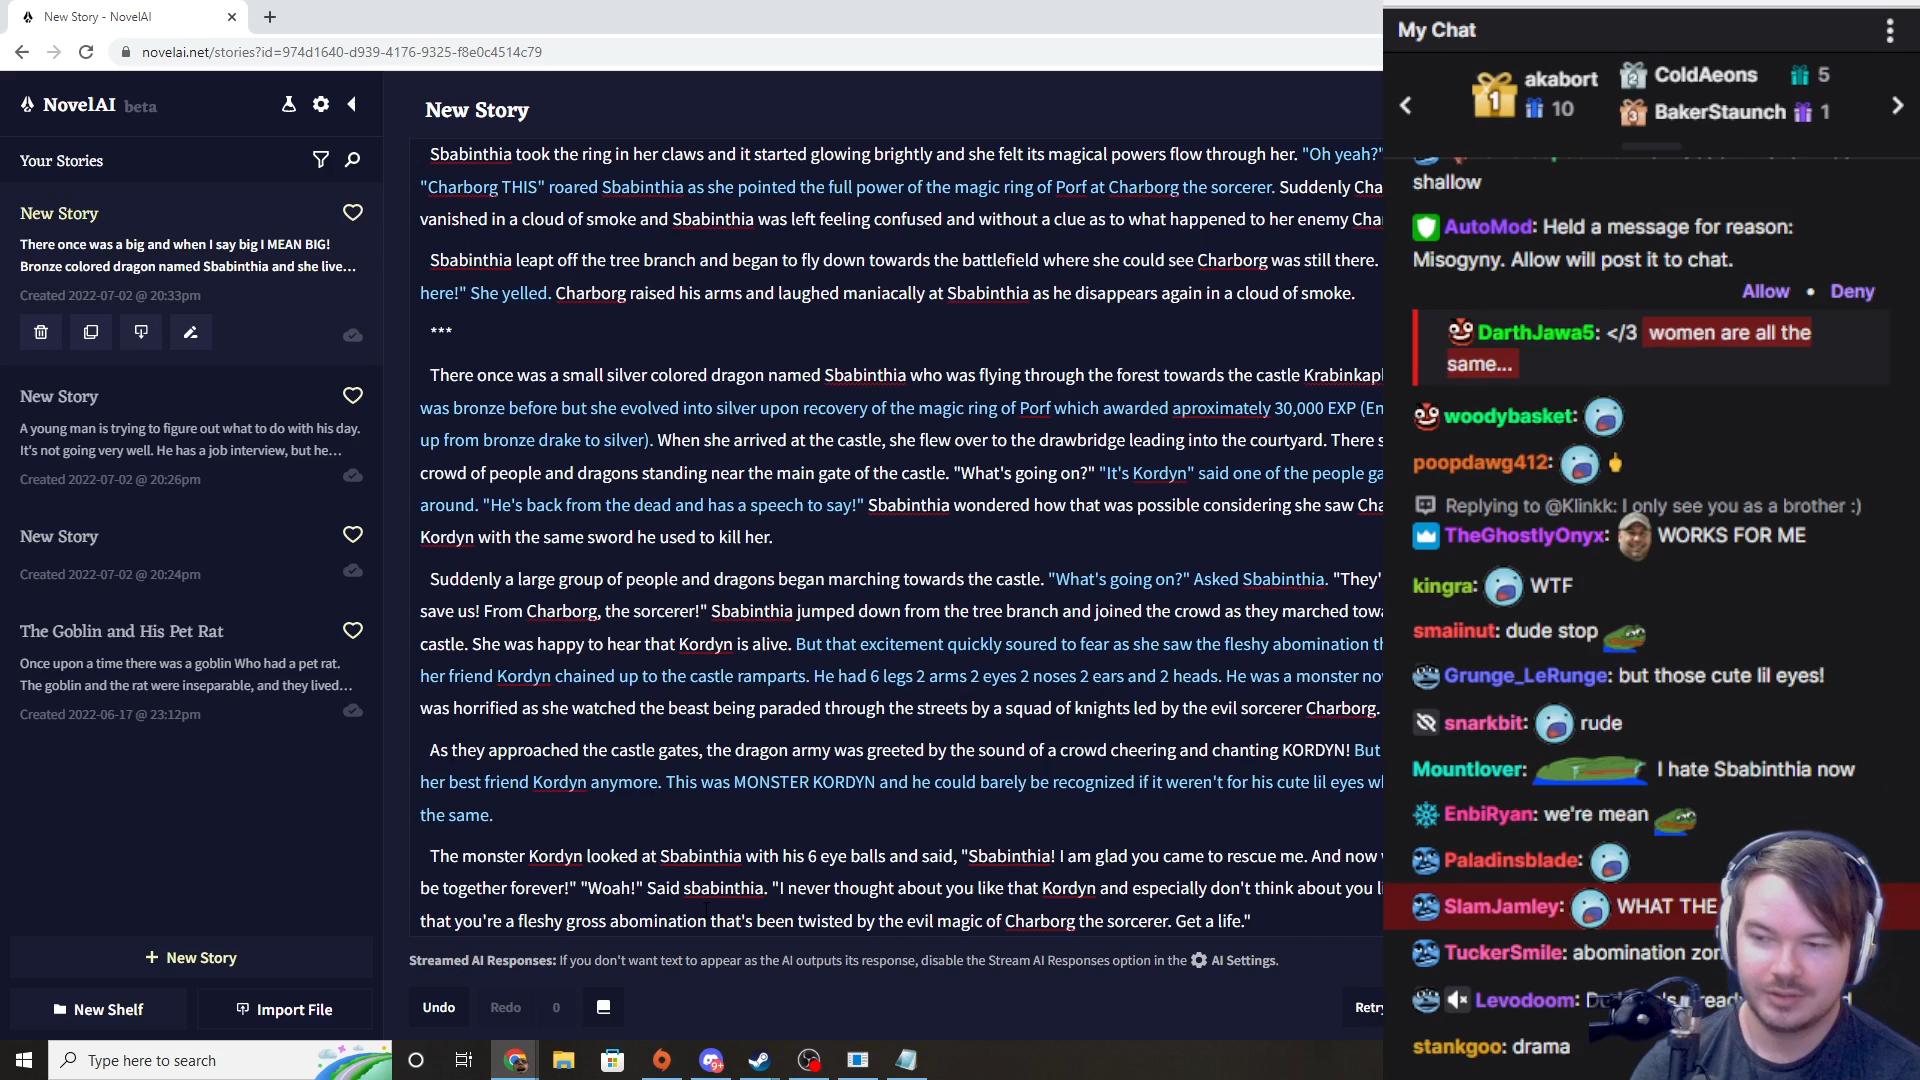 New Story - NovelAI
novelai.net/stories?id=974d1640-d939-4176-9325-f8e0c4514c79
NovelAI beta
Your Stories
New Story
There once was a big and when I say big I MEAN BIG!
Bronze colored dragon named Sbabinthia and she live...
Created 2022-07-02 @ 20:33pm
New Story
A young man is trying to figure out what to do with his day.
It's not going very well. He has a job interview, but he...
Created 2022-07-02 @ 20:26pm
New Story
Created 2022-07-02 @ 20:24pm
The Goblin and His Pet Rat
Once upon a time there was a goblin Who had a pet rat.
The goblin and the rat were inseparable, and they lived...
Created 2022-06-17 @ 23:12pm
+ New Story
New Shelf
Import File
New Story
Sbabinthia took the ring in her claws and it started glowing brightly and she felt its magical powers flow through her. "Oh yeah?"
"Charborg THIS" roared Sbabinthia as she pointed the full power of the magic ring of Porf at Charborg the sorcerer. Suddenly Cha
vanished in a cloud of smoke and Sbabinthia was left feeling confused and without a clue as to what happened to her enemy Cha
Sbabinthia leapt off the tree branch and began to fly down towards the battlefield where she could see Charborg was still there.
here!" She yelled. Charborg raised his arms and laughed maniacally at Sbabinthia as he disappears again in a cloud of smoke.
***
There once was a small silver colored dragon named Sbabinthia who was flying through the forest towards the castle Krabinkap
was bronze before but she evolved into silver upon recovery of the magic ring of Porf which awarded aproximately 30,000 EXP (En
up from bronze drake to silver). When she arrived at the castle, she flew over to the drawbridge leading into the courtyard. There s
crowd of people and dragons standing near the main gate of the castle. "What's going on?" "It's Kordyn" said one of the people ga
around. "He's back from the dead and has a speech to say!" Sbabinthia wondered how that was possible considering she saw Cha
Kordyn with the same sword he used to kill her.
Suddenly a large group of people and dragons began marching towards the castle. "What's going on?" Asked Sbabinthia. "They'
save us! From Charborg, the sorcerer!" Sbabinthia jumped down from the tree branch and joined the crowd as they marched towa
castle. She was happy to hear that Kordyn is alive. But that excitement quickly soured to fear as she saw the fleshy abomination th
her friend Kordyn chained up to the castle ramparts. He had 6 legs 2 arms 2 eyes 2 noses 2 ears and 2 heads. He was a monster no
was horrified as she watched the beast being paraded through the streets by a squad of knights led by the evil sorcerer Charborg.
As they approached the castle gates, the dragon army was greeted by the sound of a crowd cheering and chanting KORDYN! But
her best friend Kordyn anymore. This was MONSTER KORDYN and he could barely be recognized if it weren't for his cute lil eyes w
the same.
The monster Kordyn looked at Sbabinthia with his 6 eye balls and said, "Sbabinthia! I am glad you came to rescue me. And now
be together forever!" "Woah!" Said sbabinthia. "I never thought about you like that Kordyn and especially don't think about you li
that you're a fleshy gross abomination that's been twisted by the evil magic of Charborg the sorcerer. Get a life."
Streamed AI Responses: If you don't want text to appear as the AI outputs its response, disable the Stream AI Responses option in the AI Settings.
Undo
Redo
0
Retry
Type here to search
9+
My Chat
1 akabort 10
2 ColdAeons 5
3 BakerStaunch 1
shallow
AutoMod: Held a message for reason:
Misogyny. Allow will post it to chat.
Allow • Deny
DarthJawa5: </3 women are all the
same...
woodybasket:
poopdawg412:
Replying to @Klinkk: I only see you as a brother :)
TheGhostlyOnyx: WORKS FOR ME
kingra: WTF
smaiinut: dude stop
Grunge_LeRunge: but those cute lil eyes!
snarkbit: rude
Mountlover: I hate Sbabinthia now
EnbiRyan: we're mean
Paladinsblade:
SlamJamley: WHAT THE
TuckerSmile: abomination zon
Levodoom:
stankgoo: drama